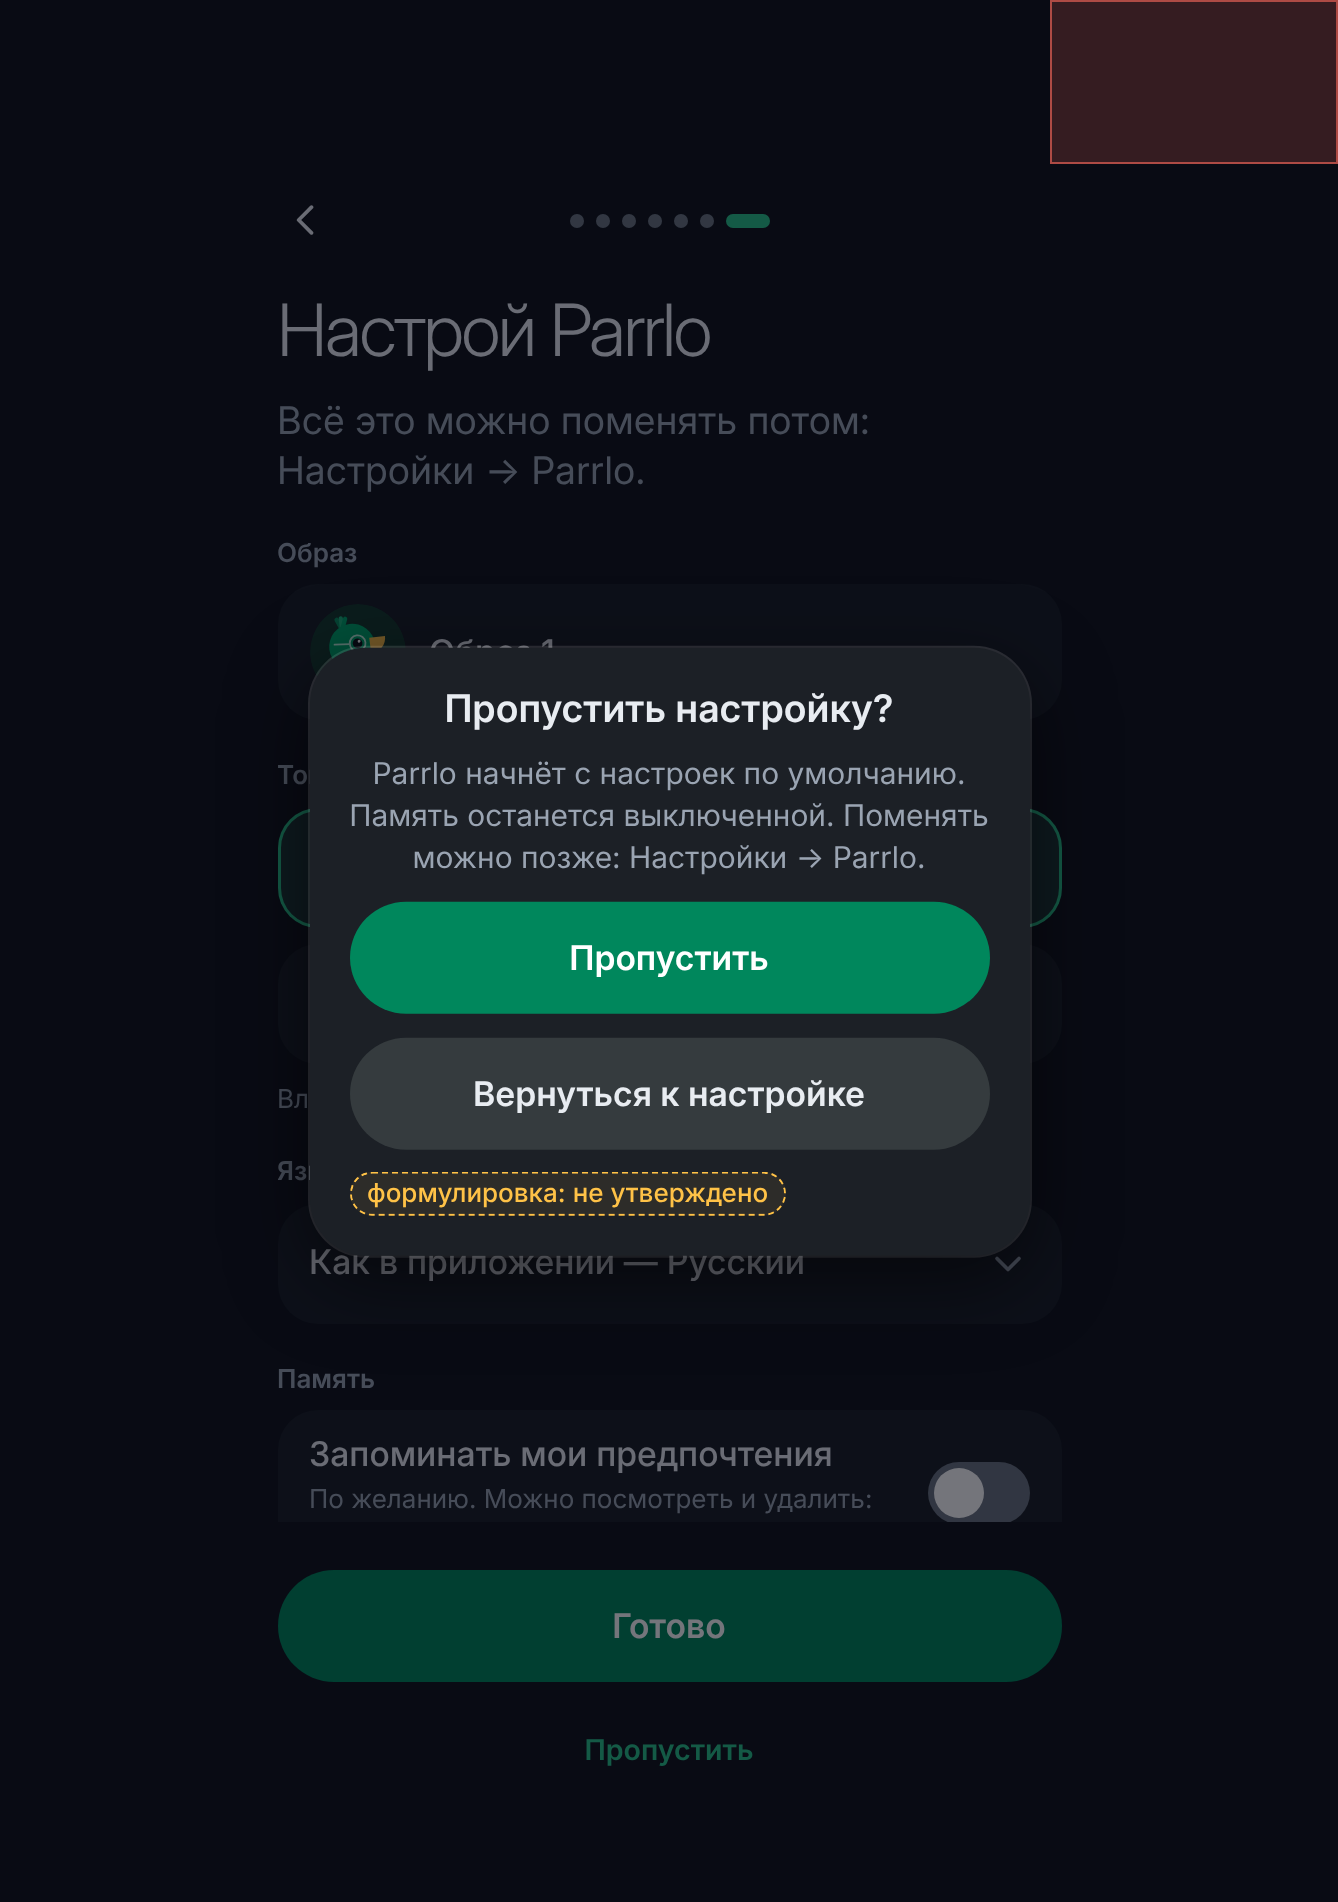 Настрой Parrlo
Всё это можно поменять потом:
Настройки → Parrlo.
Образ
Пропустить настройку?
Parrlo начнёт с настроек по умолчанию.
Память останется выключенной. Поменять
можно позже: Настройки → Parrlo.
Пропустить
Вернуться к настройке
формулировка: не утверждено
Как в приложении — Русский
Память
Запоминать мои предпочтения
По желанию. Можно посмотреть и удалить:
Готово
Пропустить